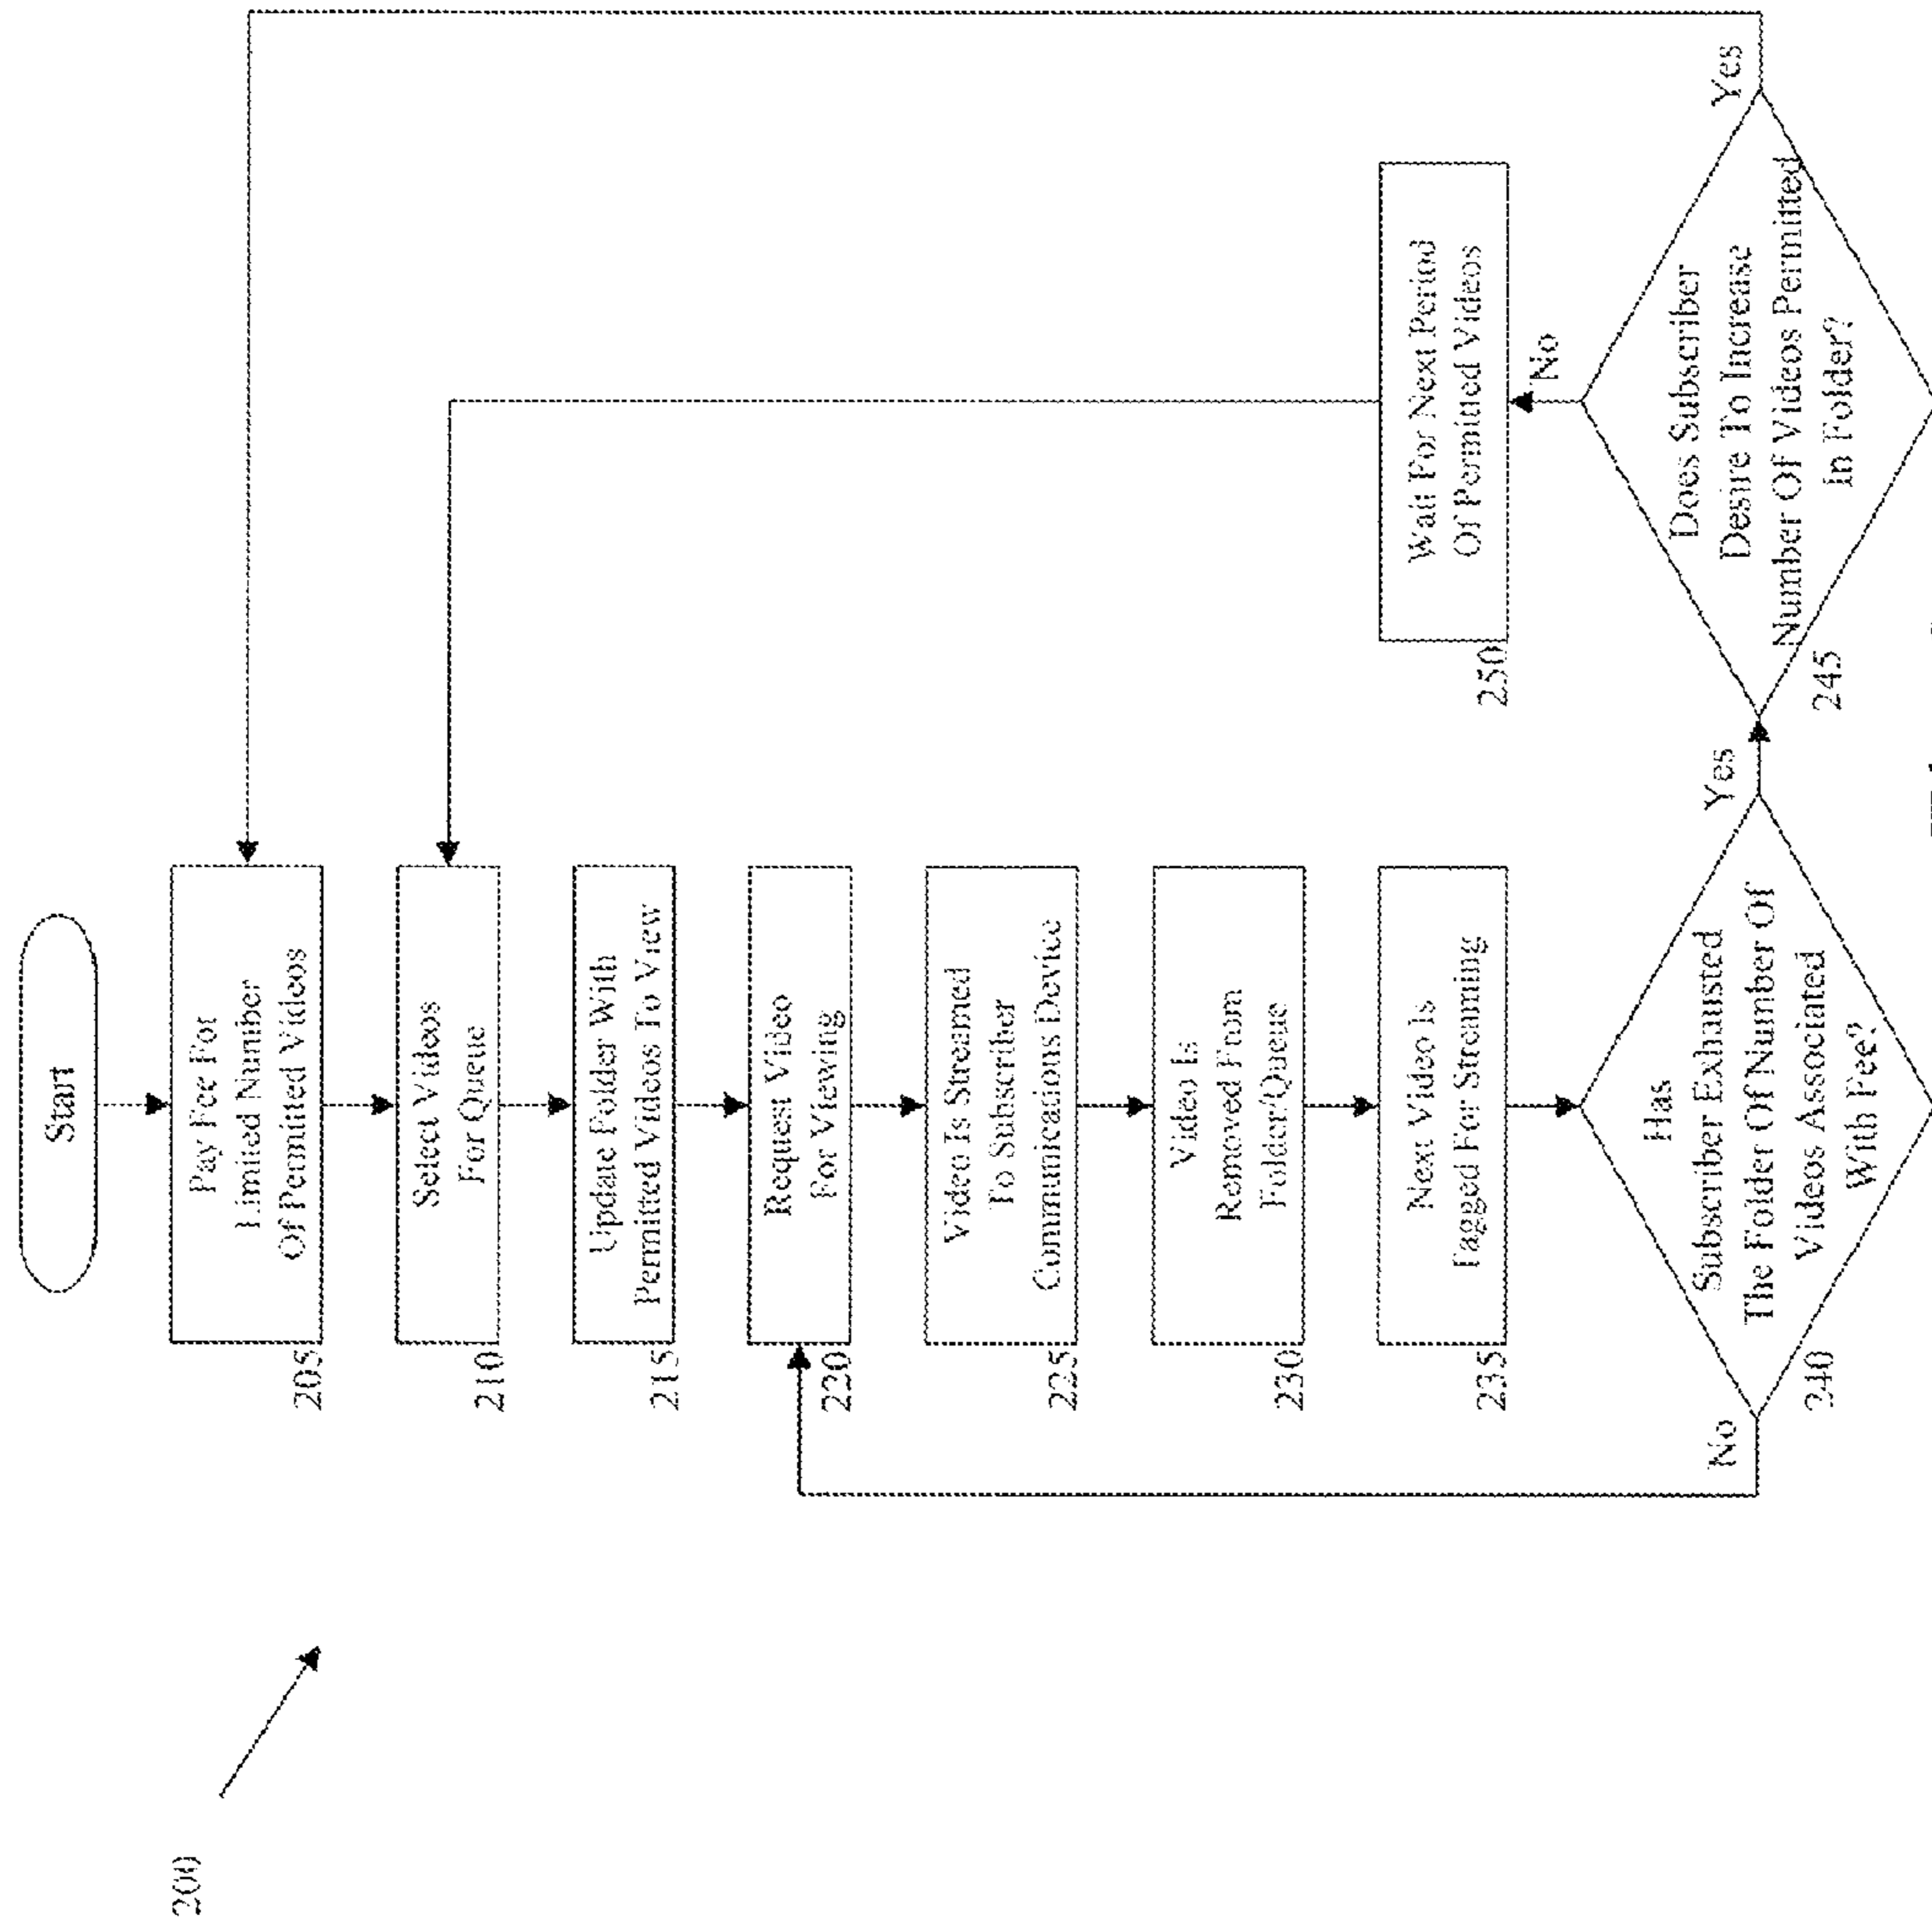 200
Start
Pay Fee For
Limited Number
Of Permitted Videos
205
Select Videos
For Queue
210
Update Folder With
Permitted Videos To View
215
Request Video
For Viewing
220
Video Is Streamed
To Subscriber
Communications Device
225
Video Is
Removed From
Folder/Queue
230
Next Video Is
Tagged For Streaming
235
Has
Subscriber Exhausted
The Folder Of Number Of
Videos Associated
With Fee?
240
No
Yes
Does Subscriber
Desire To Increase
Number Of Videos Permitted
In Folder?
245
No
Yes
Wait For Next Period
Of Permitted Videos
250